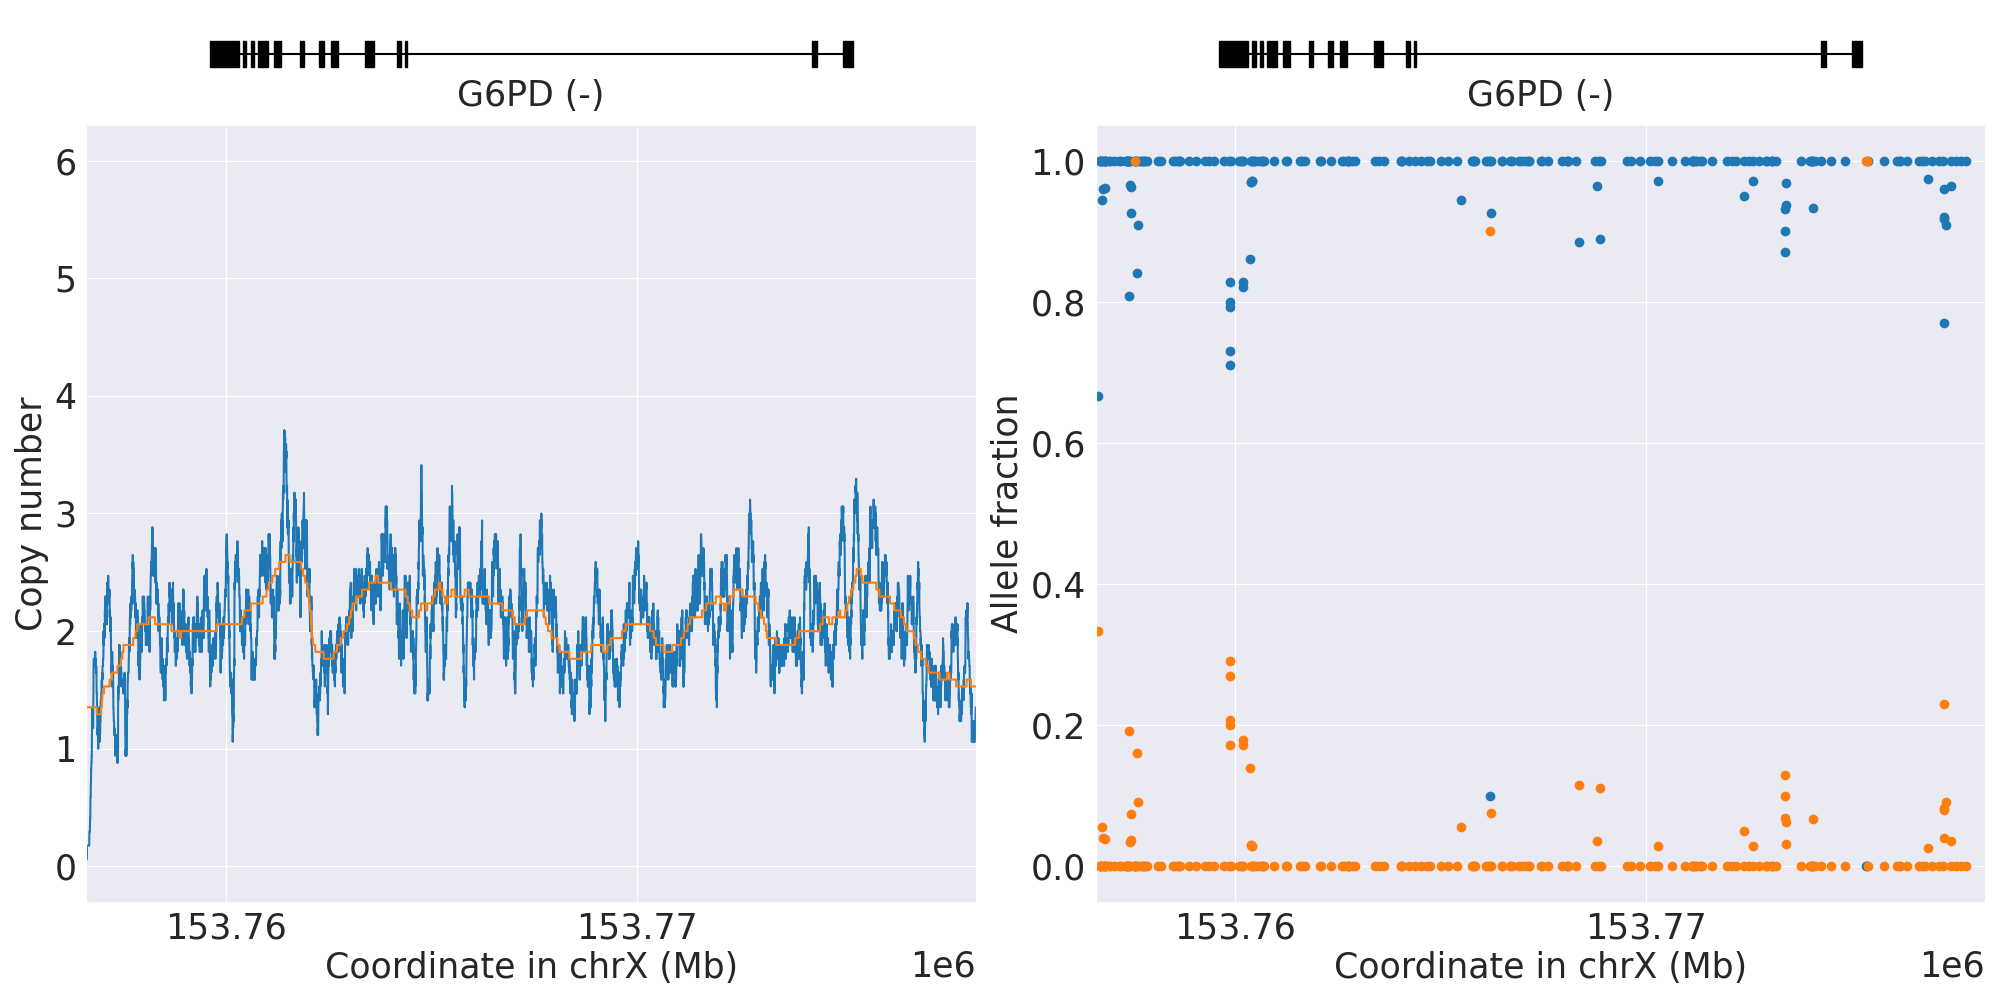 G6PD (-)
6
5
4
3
2
1
0
Copy number
153.76
153.77
Coordinate in chrX (Mb)
1e6
G6PD (-)
1.0
0.8
0.6
0.4
0.2
0.0
Allele fraction
153.76
153.77
Coordinate in chrX (Mb)
1e6